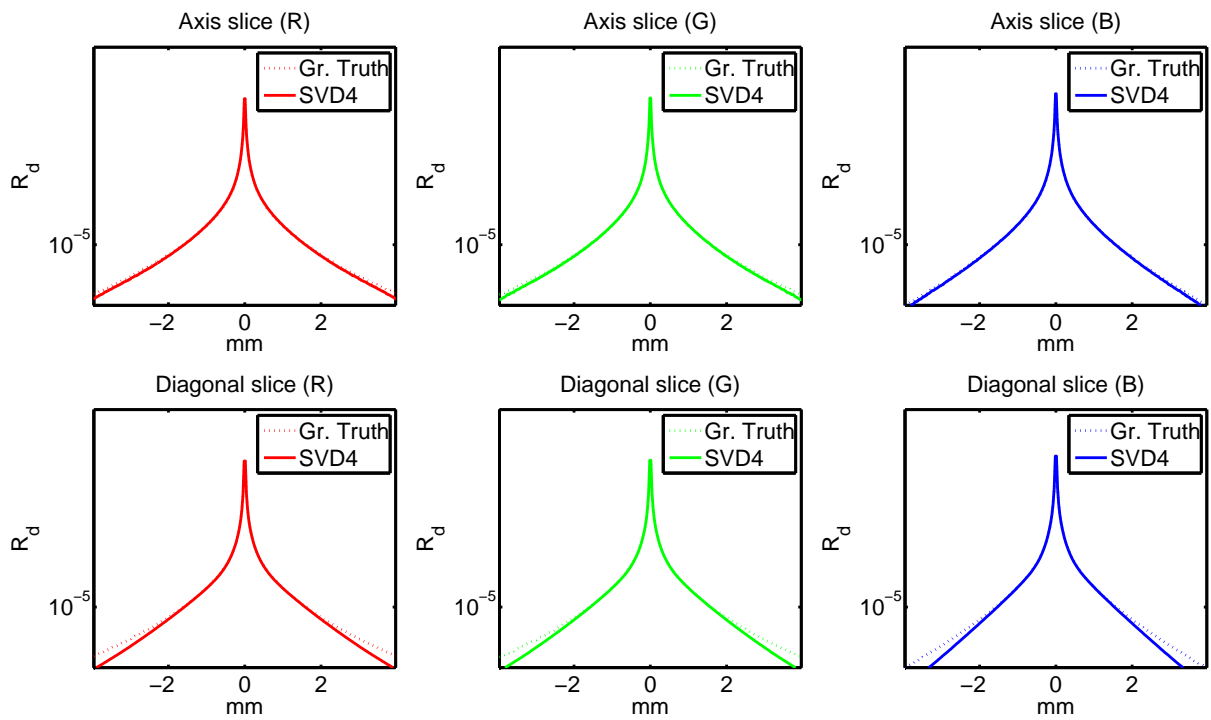 Axis slice (R)
Gr. Truth
SVD4
R_d
10^-5
−2
0
2
mm
Axis slice (G)
Gr. Truth
SVD4
R_d
10^-5
−2
0
2
mm
Axis slice (B)
Gr. Truth
SVD4
R_d
10^-5
−2
0
2
mm
Diagonal slice (R)
Gr. Truth
SVD4
R_d
10^-5
−2
0
2
mm
Diagonal slice (G)
Gr. Truth
SVD4
R_d
10^-5
−2
0
2
mm
Diagonal slice (B)
Gr. Truth
SVD4
R_d
10^-5
−2
0
2
mm